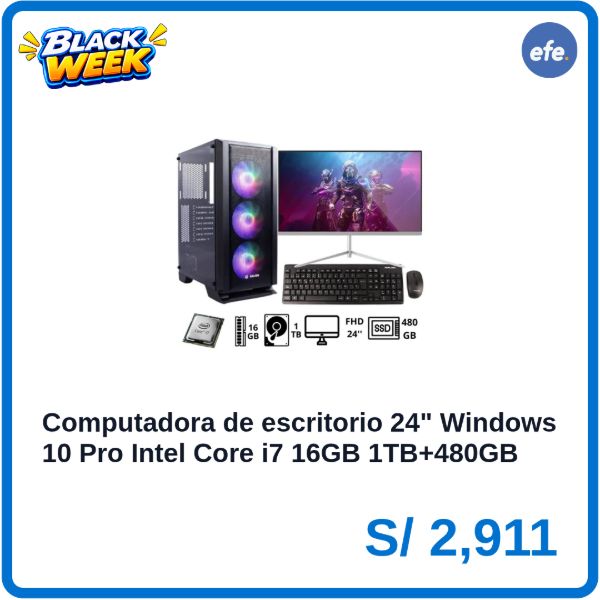 BLACK
WEEK
efe.
16
GB
1
TB
FHD
24''
SSD
480
GB
Computadora de escritorio 24" Windows
10 Pro Intel Core i7 16GB 1TB+480GB
S/ 2,911